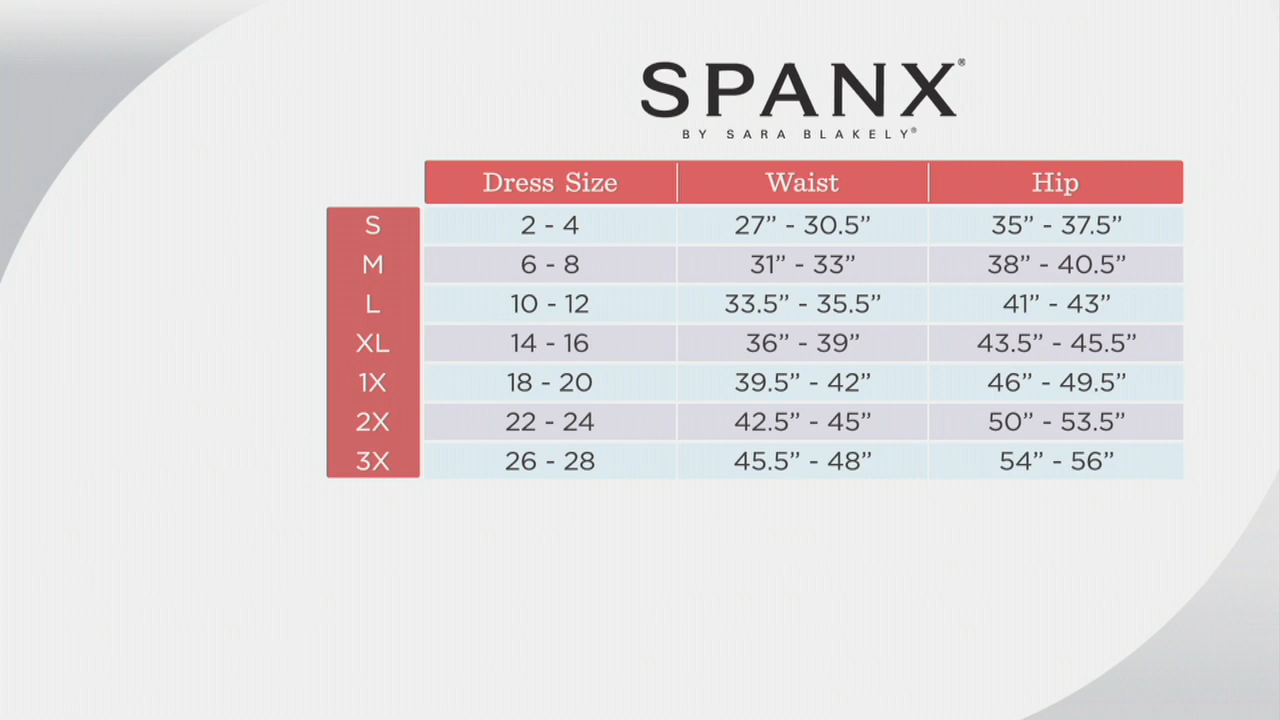 SPANX®
BY SARA BLAKELY®
Dress Size Waist Hip
S 2 - 4 27” - 30.5” 35” - 37.5”
M 6 - 8 31” - 33” 38” - 40.5”
L 10 - 12 33.5” - 35.5” 41” - 43”
XL 14 - 16 36” - 39” 43.5” - 45.5”
1X 18 - 20 39.5” - 42” 46” - 49.5”
2X 22 - 24 42.5” - 45” 50” - 53.5”
3X 26 - 28 45.5” - 48” 54” - 56”